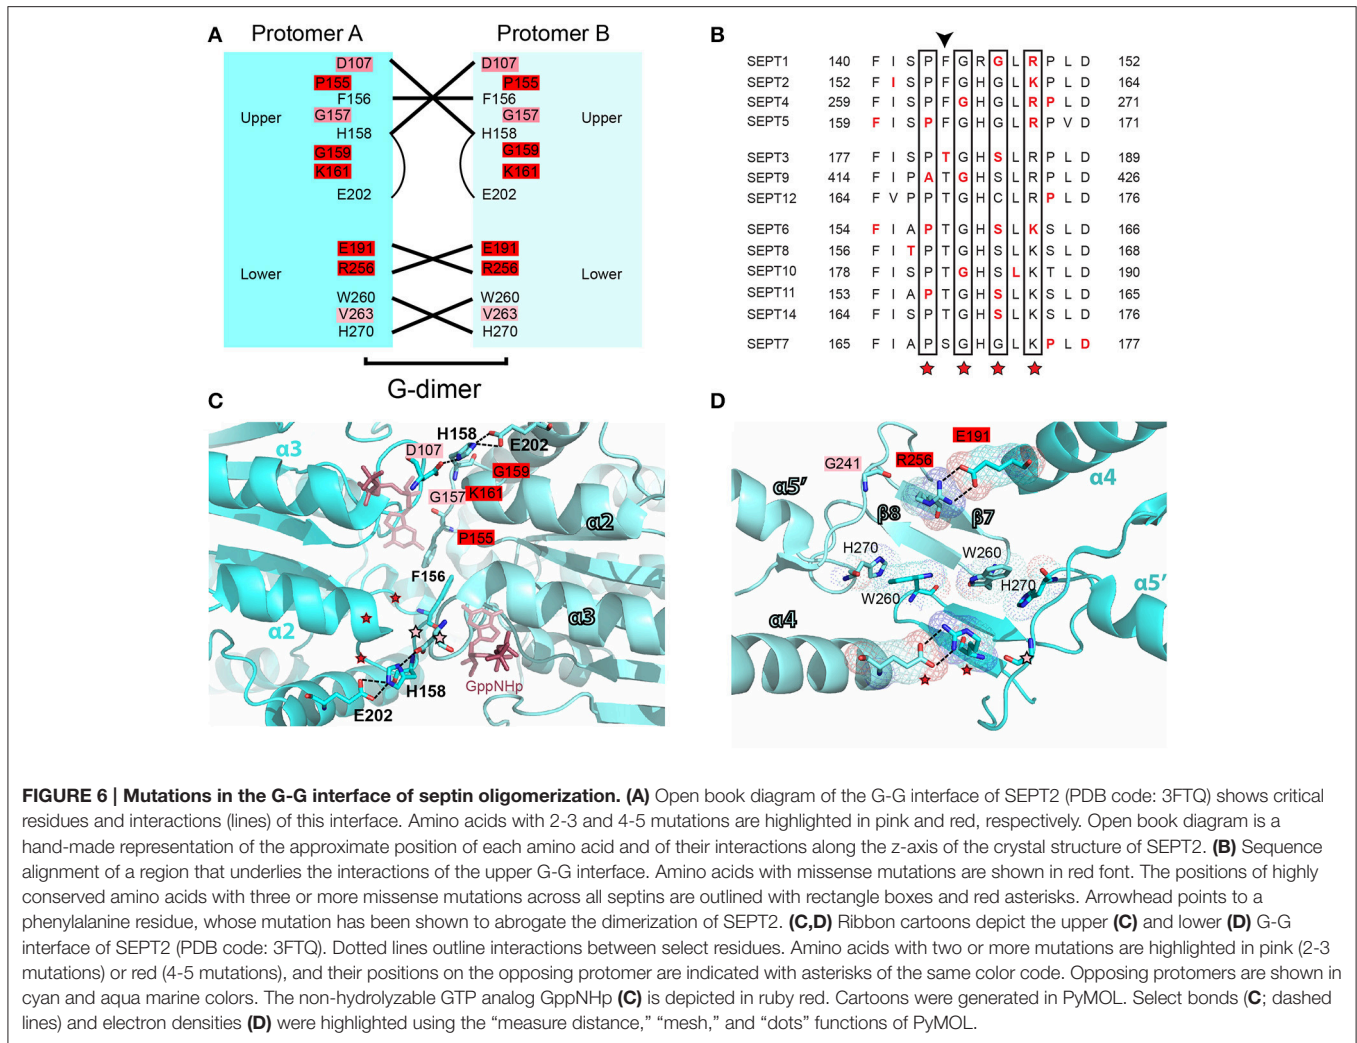 A
Protomer A
Protomer B
D107
P155
F156
G157
H158
G159
K161
E202
Upper
E191
R256
W260
V263
H270
Lower
D107
P155
F156
G157
H158
G159
K161
E202
Upper
E191
R256
W260
V263
H270
Lower
G-dimer
B
SEPT1 140 F I S P F G R G R P L D 152
SEPT2 152 F I S P F G H G L K P L D 164
SEPT4 259 F I S P F G H G L R P L D 271
SEPT5 159 F I S P F G H G L R P V D 171
SEPT3 177 F I S P T G H S L R P L D 189
SEPT9 414 F I P A T G H S L R P L D 426
SEPT12 164 F V P P T G H C L R P L D 176
SEPT6 154 F I A P T G H S L K S L D 166
SEPT8 156 F I T P T G H S L K S L D 168
SEPT10 178 F I S P T G H S L K T L D 190
SEPT11 153 F I A P T G H S L K S L D 165
SEPT14 164 F I S P T G H S L K S L D 176
SEPT7 165 F I A P S G H G L K P L D 177
C
α3
H158
D107
E202
G159
G157
K161
α2
P155
F156
α2
α3
GppNHp
H158
E202
D
E191
G241
R256
α4
α5′
β8
β7
H270
W260
W260
H270
α5′
α4
FIGURE 6 | Mutations in the G-G interface of septin oligomerization. (A) Open book diagram of the G-G interface of SEPT2 (PDB code: 3FTQ) shows critical
residues and interactions (lines) of this interface. Amino acids with 2-3 and 4-5 mutations are highlighted in pink and red, respectively. Open book diagram is a
hand-made representation of the approximate position of each amino acid and of their interactions along the z-axis of the crystal structure of SEPT2. (B) Sequence
alignment of a region that underlies the interactions of the upper G-G interface. Amino acids with missense mutations are shown in red font. The positions of highly
conserved amino acids with three or more missense mutations across all septins are outlined with rectangle boxes and red asterisks. Arrowhead points to a
phenylalanine residue, whose mutation has been shown to abrogate the dimerization of SEPT2. (C,D) Ribbon cartoons depict the upper (C) and lower (D) G-G
interface of SEPT2 (PDB code: 3FTQ). Dotted lines outline interactions between select residues. Amino acids with two or more mutations are highlighted in pink (2-3
mutations) or red (4-5 mutations), and their positions on the opposing protomer are indicated with asterisks of the same color code. Opposing protomers are shown in
cyan and aqua marine colors. The non-hydrolyzable GTP analog GppNHp (C) is depicted in ruby red. Cartoons were generated in PyMOL. Select bonds (C; dashed
lines) and electron densities (D) were highlighted using the “measure distance,” “mesh,” and “dots” functions of PyMOL.